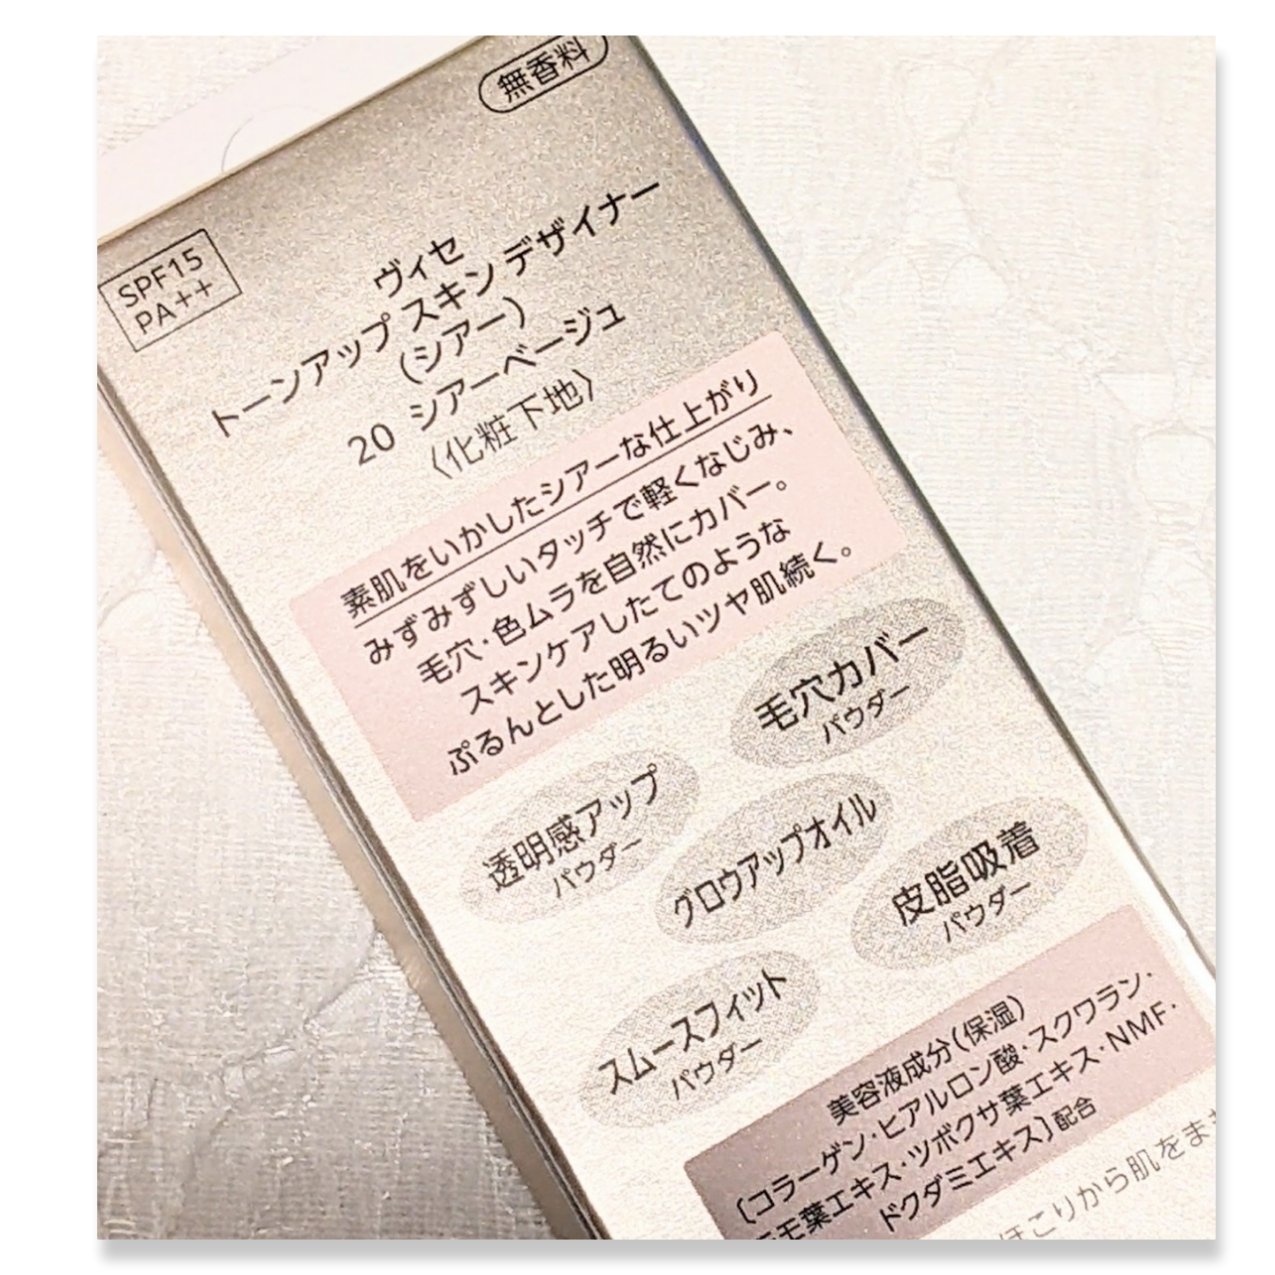 無香料
SPF15
PA++
ヴィセ
トーンアップ スキン デザイナー
(シアー)
20 シアーベージュ
〈化粧下地〉
素肌をいかしたシアーな仕上がり
みずみずしいタッチで軽くなじみ、
毛穴・色ムラを自然にカバー。
スキンケアしたてのような
ぷるんとした明るいツヤ肌続く。
毛穴カバー
パウダー
透明感アップ
パウダー
グロウアップオイル
皮脂吸着
パウダー
スムースフィット
パウダー
美容液成分(保湿)
〔コラーゲン・ヒアルロン酸・スクワラン・
モモ葉エキス・ツボクサ葉エキス・NMF・
ドクダミエキス〕配合
ほこりから肌をま